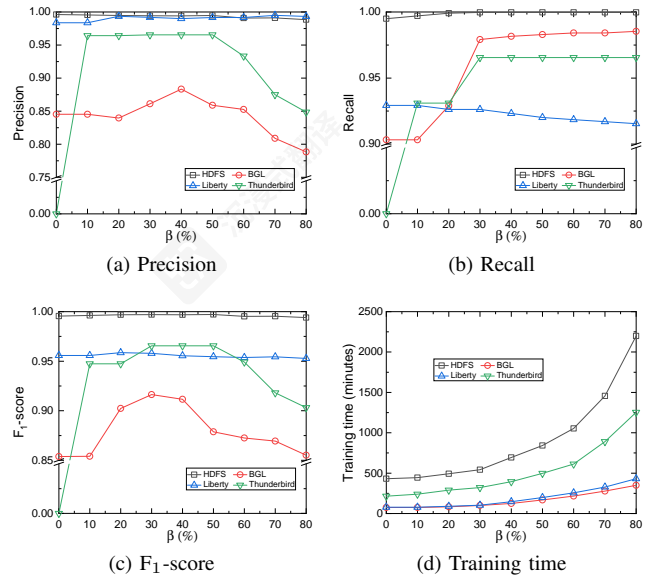 1.00
0.95
0.90
0.85
0.80
0.75
0.00
Precision
HDFS BGL
Liberty Thunderbird
0 10 20 30 40 50 60 70 80
β (%)
(a) Precision
1.00
0.95
0.90
0.00
Recall
HDFS BGL
Liberty Thunderbird
0 10 20 30 40 50 60 70 80
β (%)
(b) Recall
1.00
0.95
0.90
0.85
0.00
F1-score
HDFS BGL
Liberty Thunderbird
0 10 20 30 40 50 60 70 80
β (%)
(c) F1-score
2500
2000
1500
1000
500
0
Training time (minutes)
HDFS BGL
Liberty Thunderbird
0 10 20 30 40 50 60 70 80
β (%)
(d) Training time
沉浸式翻译